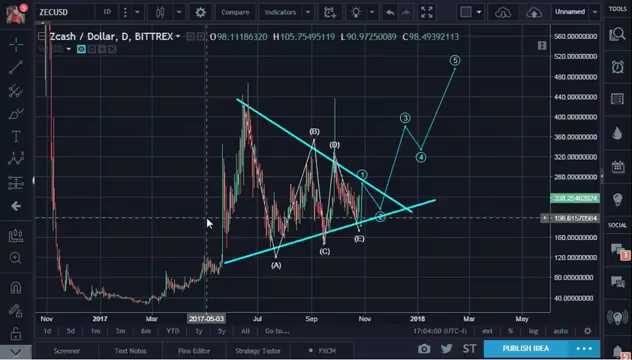 ZECUSD
1D
Compare
Indicators
Unnamed
TOOLS
Zcash / Dollar, D, BITTREX
O98.11186320 H105.75495119 L90.97250089 C98.49392113
560.00000000
520.00000000
480.00000000
440.00000000
400.00000000
360.00000000
320.00000000
280.00000000
240.00000000
160.00000000
120.00000000
80.00000000
40.00000000
(A)
(B)
(C)
(D)
(E)
1
3
4
5
SOCIAL
Nov
2017
Mar
2017-05-03
Jul
Sep
Nov
2018
Mar
May
1d
5d
1m
3m
6m
YTD
1y
5y
All
Go to...
17:04:00 (UTC-4)
ext
%
log
auto
Screener
Text Notes
Pine Editor
Strategy Tester
FXCM
ST
PUBLISH IDEA